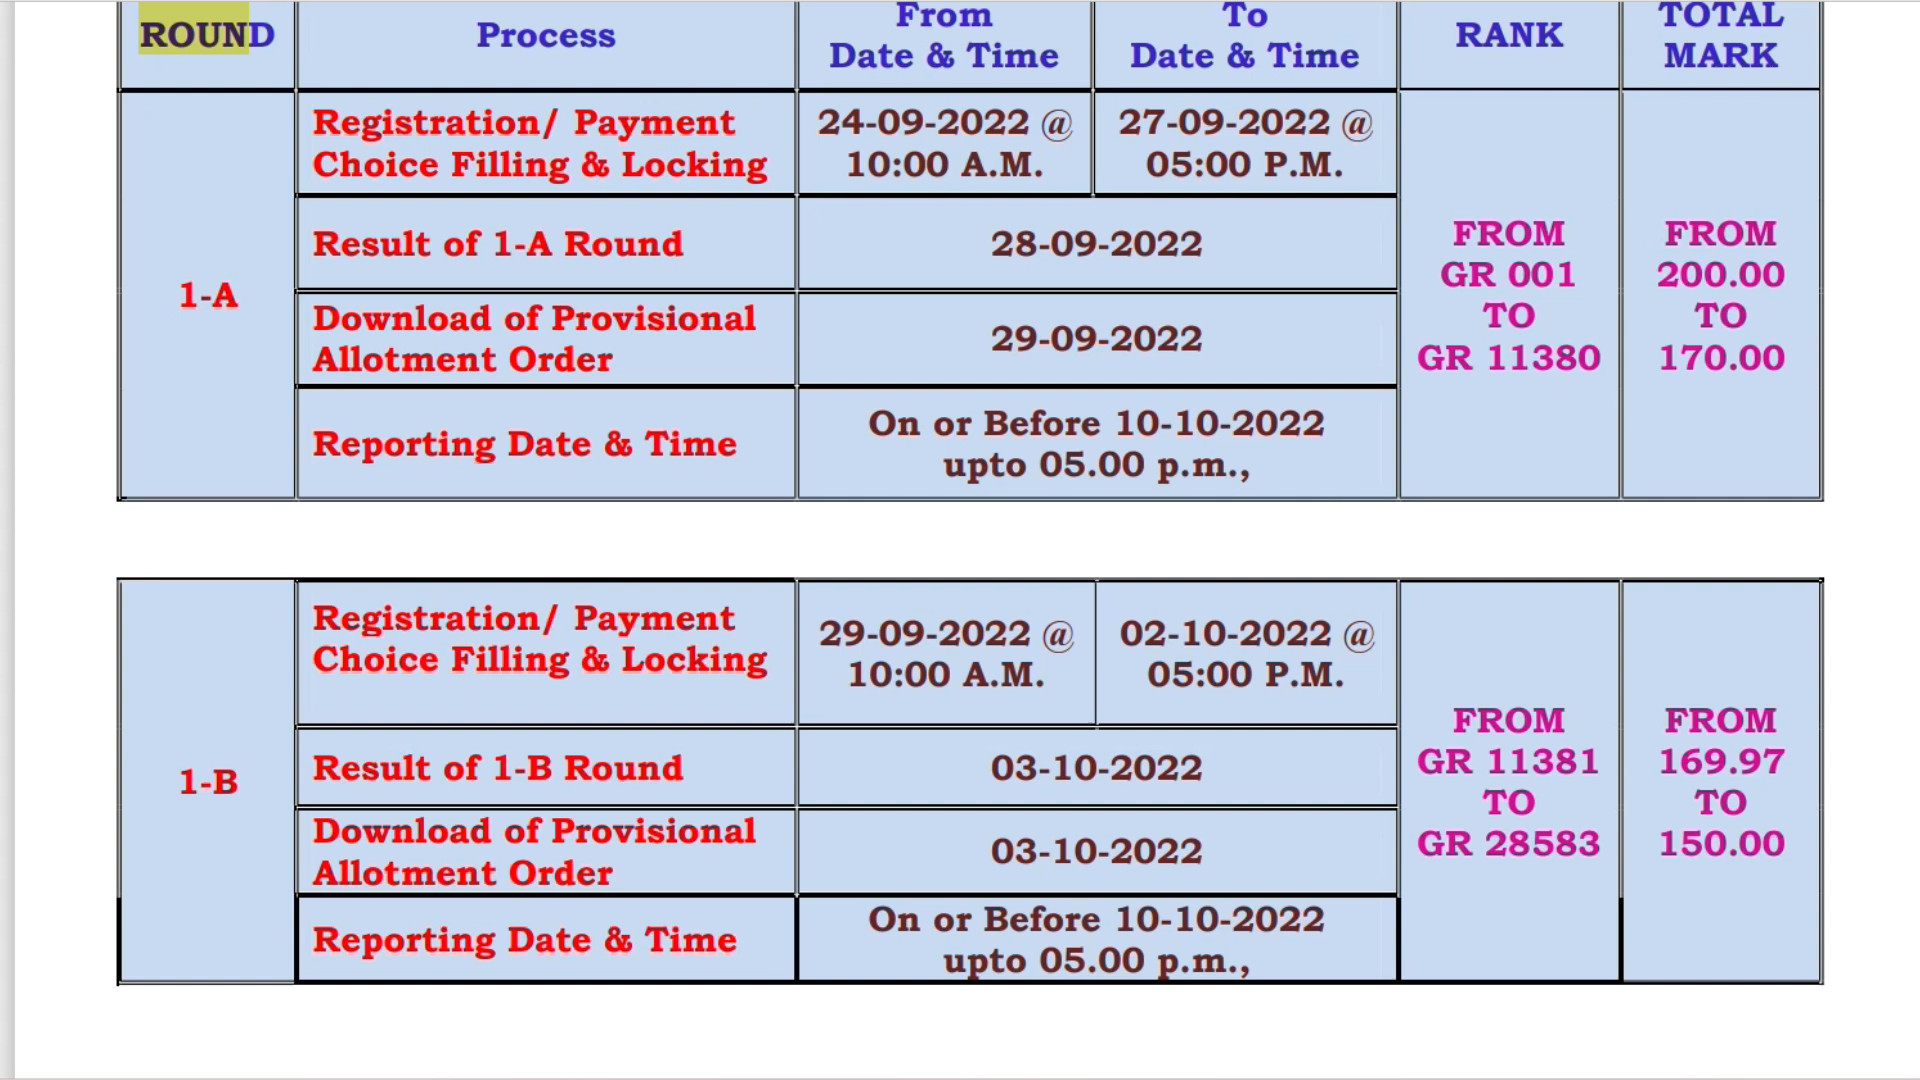 ROUND
Process
From
Date & Time
To
Date & Time
RANK
TOTAL
MARK
1-A
Registration/ Payment
Choice Filling & Locking
24-09-2022 @
10:00 A.M.
27-09-2022 @
05:00 P.M.
Result of 1-A Round
28-09-2022
Download of Provisional
Allotment Order
29-09-2022
Reporting Date & Time
On or Before 10-10-2022
upto 05.00 p.m.,
FROM
GR 001
TO
GR 11380
FROM
200.00
TO
170.00
1-B
Registration/ Payment
Choice Filling & Locking
29-09-2022 @
10:00 A.M.
02-10-2022 @
05:00 P.M.
Result of 1-B Round
03-10-2022
Download of Provisional
Allotment Order
03-10-2022
Reporting Date & Time
On or Before 10-10-2022
upto 05.00 p.m.,
FROM
GR 11381
TO
GR 28583
FROM
169.97
TO
150.00